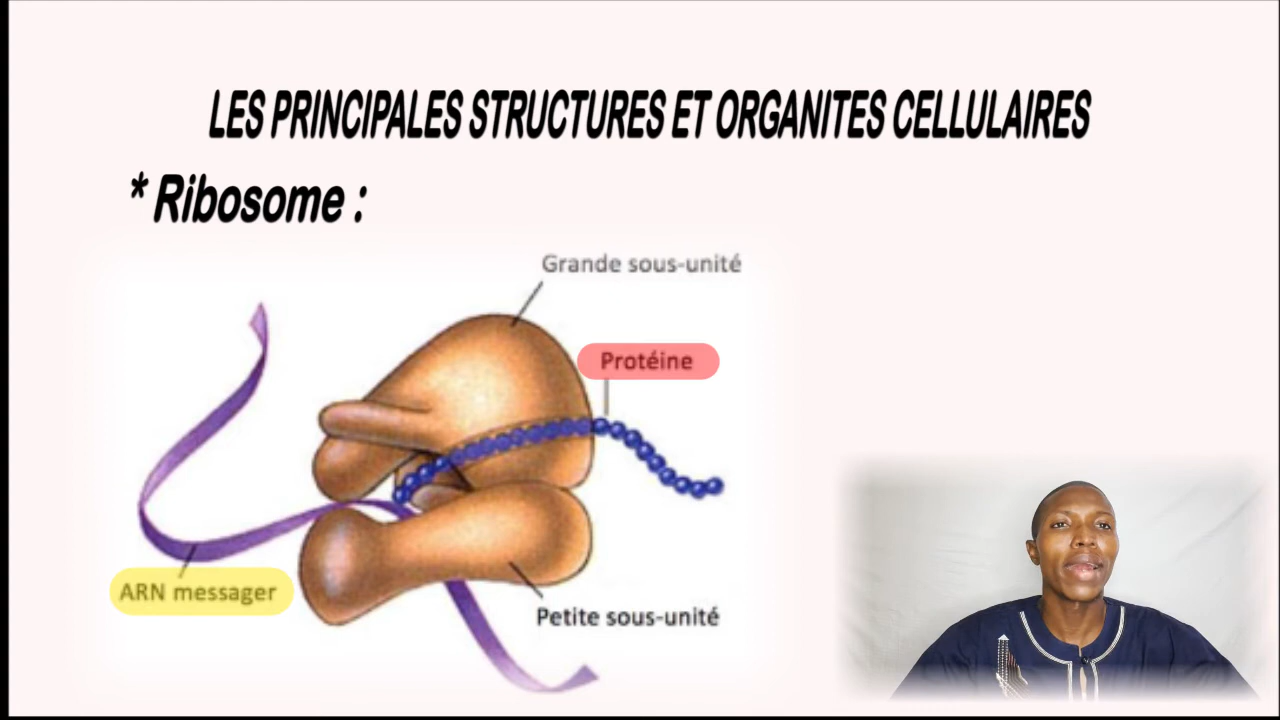 LES PRINCIPALES STRUCTURES ET ORGANITES CELLULAIRES
* Ribosome :
Grande sous-unité
Protéine
ARN messager
Petite sous-unité